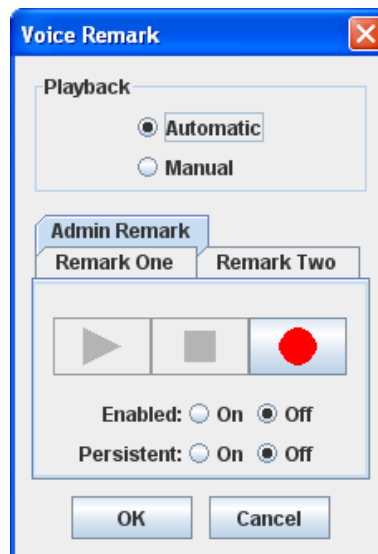 Voice Remark
Playback
Automatic
Manual
Admin Remark
Remark One Remark Two
Enabled: On Off
Persistent: On Off
OK Cancel